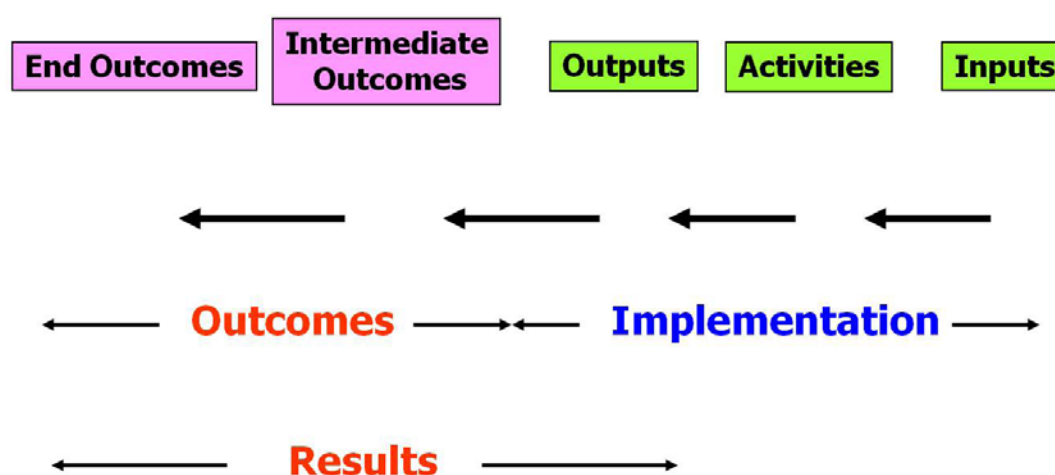 End Outcomes
Intermediate
Outcomes
Outputs
Activities
Inputs
Outcomes
Implementation
Results